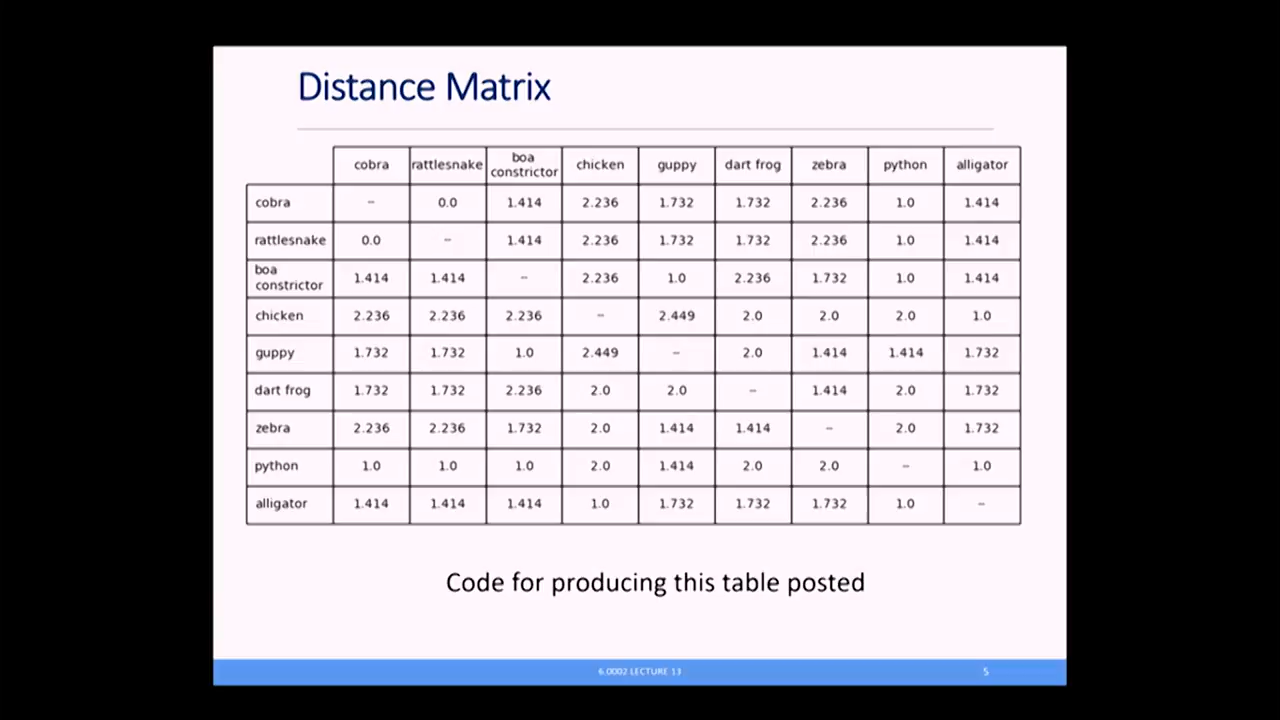 Distance Matrix
cobra rattlesnake boa constrictor chicken guppy dart frog zebra python alligator
cobra -- 0.0 1.414 2.236 1.732 1.732 2.236 1.0 1.414
rattlesnake 0.0 -- 1.414 2.236 1.732 1.732 2.236 1.0 1.414
boa constrictor 1.414 1.414 -- 2.236 1.0 2.236 1.732 1.0 1.414
chicken 2.236 2.236 2.236 -- 2.449 2.0 2.0 2.0 1.0
guppy 1.732 1.732 1.0 2.449 -- 2.0 1.414 1.414 1.732
dart frog 1.732 1.732 2.236 2.0 2.0 -- 1.414 2.0 1.732
zebra 2.236 2.236 1.732 2.0 1.414 1.414 -- 2.0 1.732
python 1.0 1.0 1.0 2.0 1.414 2.0 2.0 -- 1.0
alligator 1.414 1.414 1.414 1.0 1.732 1.732 1.732 1.0 --
Code for producing this table posted
6.0002 LECTURE 13 5